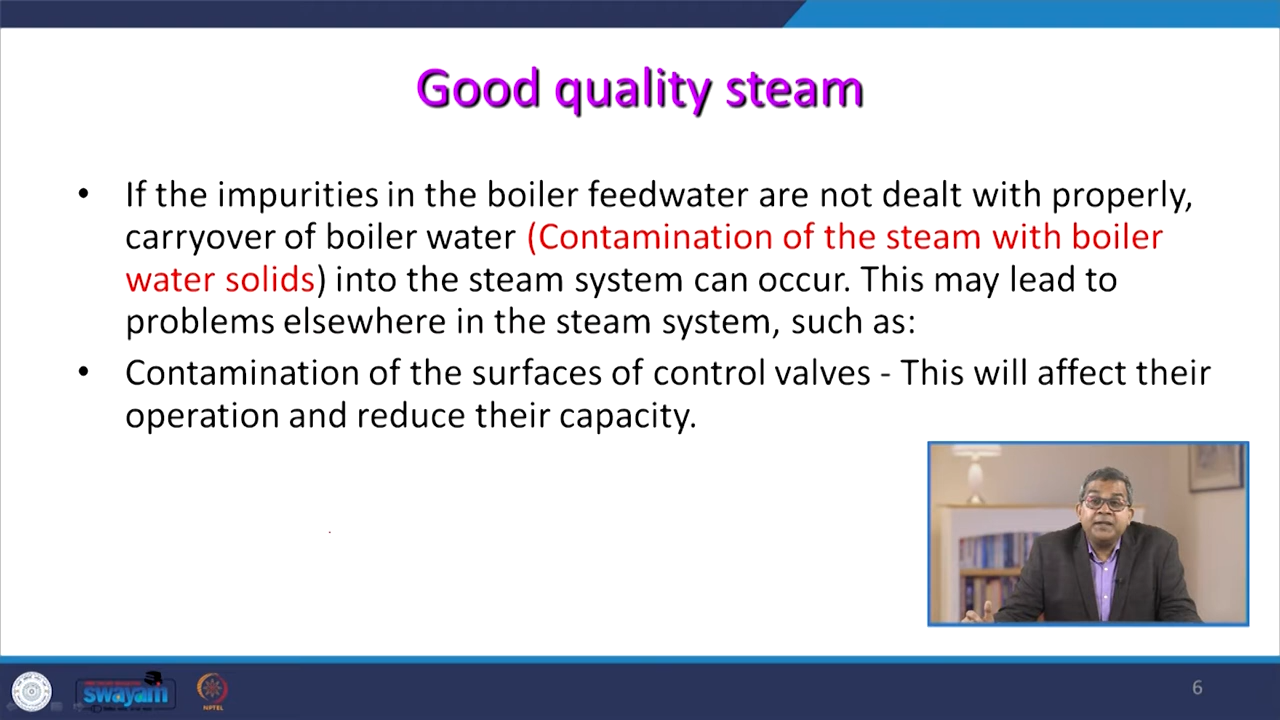 Good quality steam
• If the impurities in the boiler feedwater are not dealt with properly,
carryover of boiler water (Contamination of the steam with boiler
water solids) into the steam system can occur. This may lead to
problems elsewhere in the steam system, such as:
• Contamination of the surfaces of control valves - This will affect their
operation and reduce their capacity.
swayam
NPTEL
6